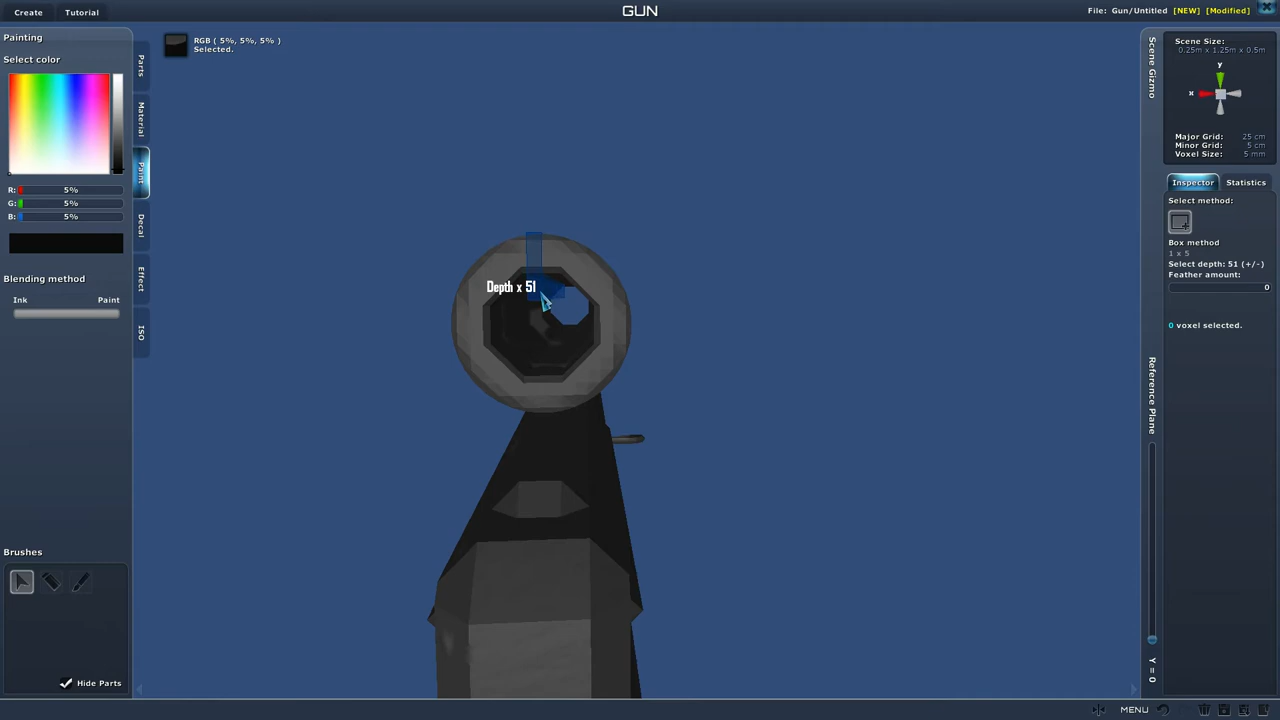 Create
Tutorial
GUN
File: Gun/Untitled [NEW] [Modified]
Painting
Select color
R: 5%
G: 5%
B: 5%
Blending method
Ink Paint
Brushes
Hide Parts
Parts
Material
Paint
Decal
Effect
ISO
RGB ( 5%, 5%, 5% )
Selected.
Depth x 51
Scene Gizmo
Reference Plane
Y = 0
Scene Size:
0.25m x 1.25m x 0.5m
y
x
Major Grid: 25 cm
Minor Grid: 5 cm
Voxel Size: 5 mm
Inspector Statistics
Select method:
Box method
1 x 5
Select depth: 51 (+/-)
Feather amount:
0
0 voxel selected.
MENU